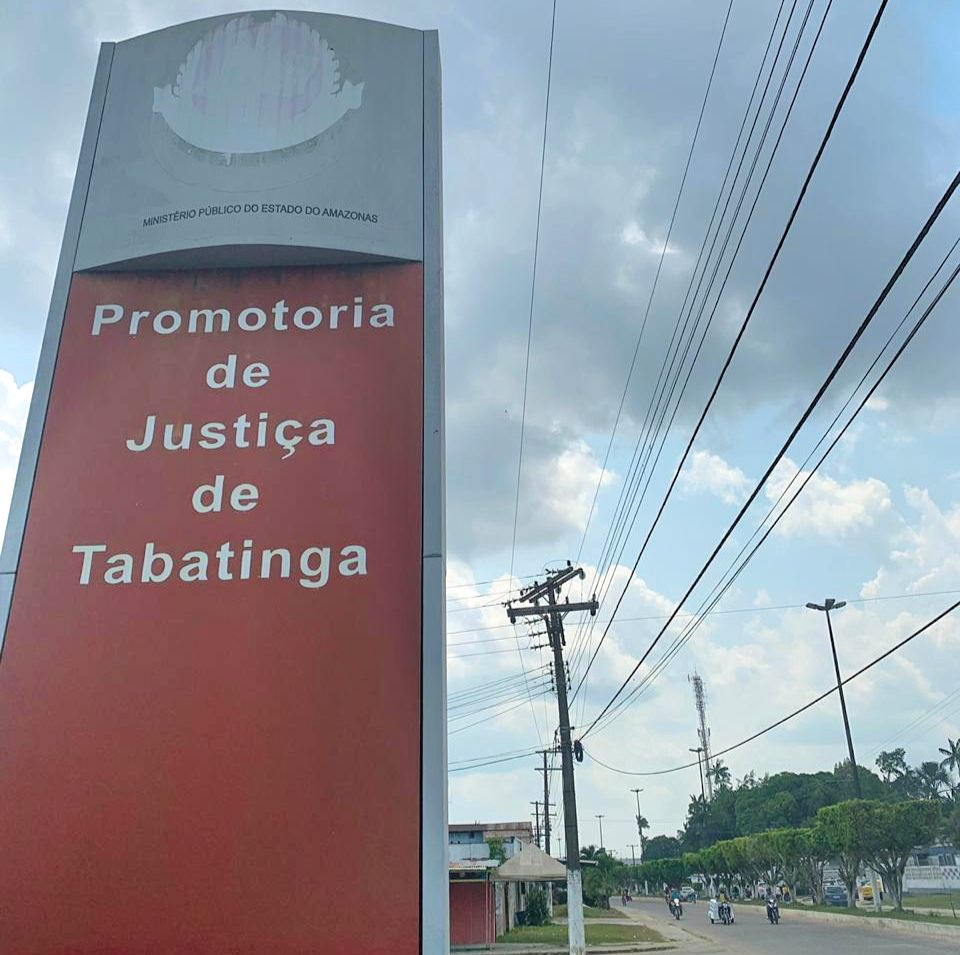 MINISTÉRIO PÚBLICO DO ESTADO DO AMAZONAS
Promotoria
de
Justiça
de
Tabatinga